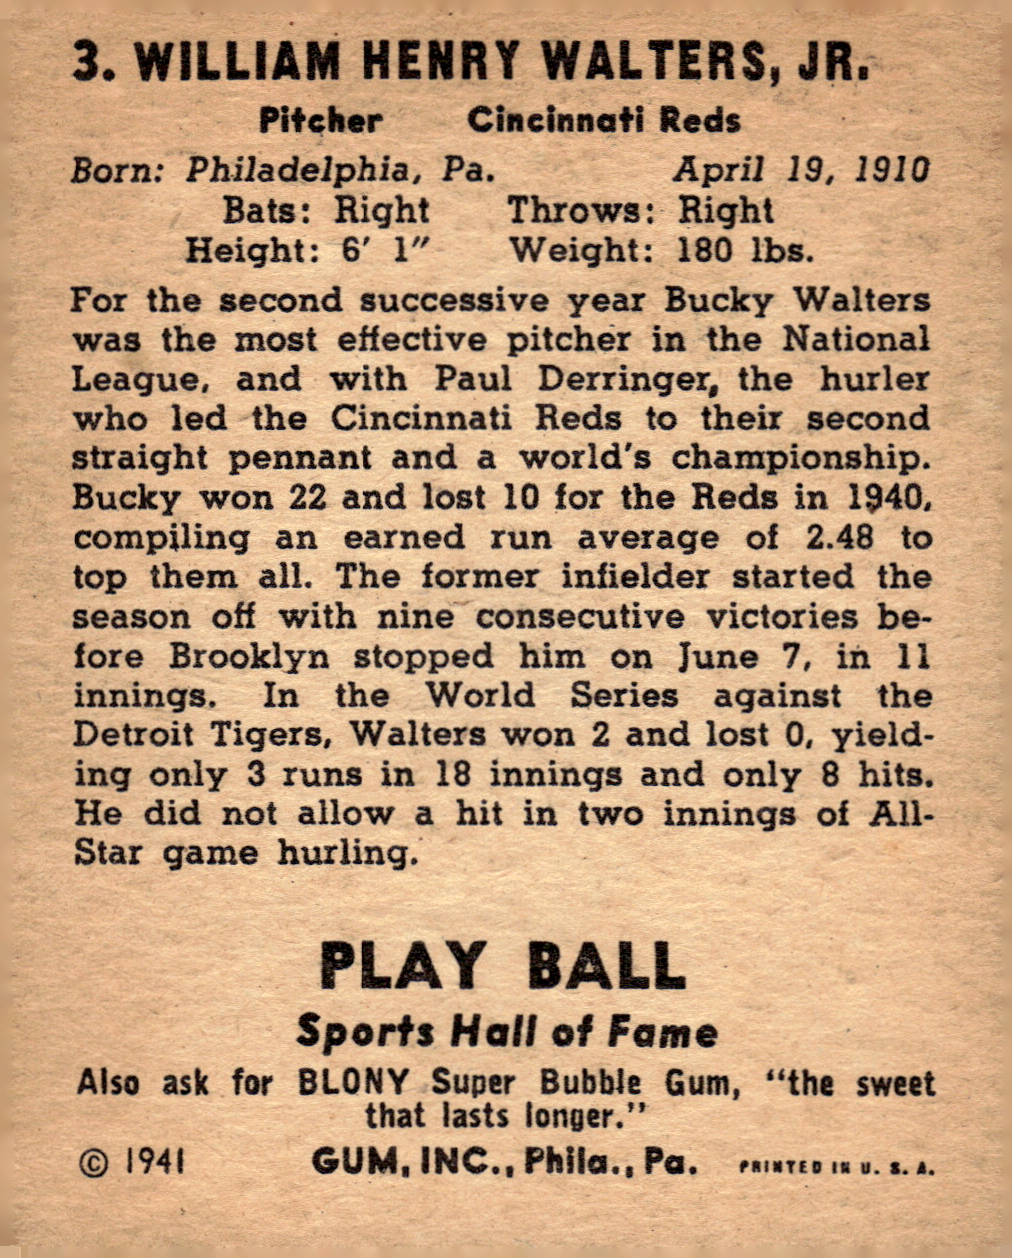 3. WILLIAM HENRY WALTERS, JR.
Pitcher Cincinnati Reds
Born: Philadelphia, Pa. April 19, 1910
Bats: Right Throws: Right
Height: 6′ 1″ Weight: 180 lbs.
For the second successive year Bucky Walters
was the most effective pitcher in the National
League, and with Paul Derringer, the hurler
who led the Cincinnati Reds to their second
straight pennant and a world's championship.
Bucky won 22 and lost 10 for the Reds in 1940,
compiling an earned run average of 2.48 to
top them all. The former infielder started the
season off with nine consecutive victories be-
fore Brooklyn stopped him on June 7, in 11
innings. In the World Series against the
Detroit Tigers, Walters won 2 and lost 0, yield-
ing only 3 runs in 18 innings and only 8 hits.
He did not allow a hit in two innings of All-
Star game hurling.
PLAY BALL
Sports Hall of Fame
Also ask for BLONY Super Bubble Gum, “the sweet
that lasts longer.”
© 1941 GUM, INC., Phila., Pa. PRINTED IN U. S. A.